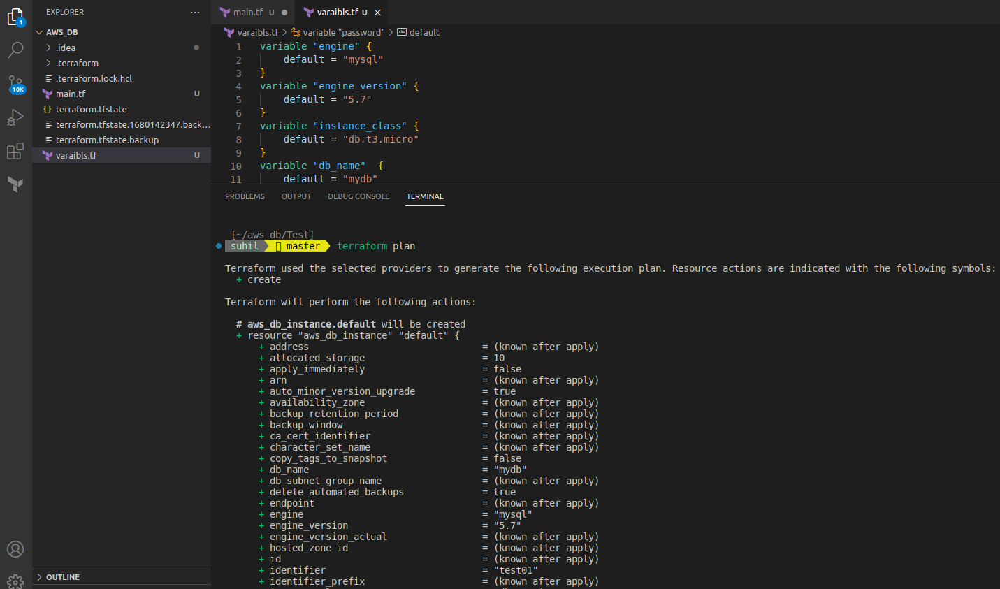 EXPLORER
···
main.tf U
varaibls.tf U
1
AWS_DB
varaibls.tf > variable "password" > abc default
.idea
.terraform
.terraform.lock.hcl
10K
main.tf U
{} terraform.tfstate
terraform.tfstate.1680142347.back...
terraform.tfstate.backup
varaibls.tf U
OUTLINE
1 variable "engine" {
2 default = "mysql"
3 }
4 variable "engine_version" {
5 default = "5.7"
6 }
7 variable "instance_class" {
8 default = "db.t3.micro"
9 }
10 variable "db_name" {
11 default = "mydb"
PROBLEMS OUTPUT DEBUG CONSOLE TERMINAL
[~/aws_db/Test]
suhil master terraform plan
Terraform used the selected providers to generate the following execution plan. Resource actions are indicated with the following symbols:
+ create
Terraform will perform the following actions:
# aws_db_instance.default will be created
+ resource "aws_db_instance" "default" {
+ address = (known after apply)
+ allocated_storage = 10
+ apply_immediately = false
+ arn = (known after apply)
+ auto_minor_version_upgrade = true
+ availability_zone = (known after apply)
+ backup_retention_period = (known after apply)
+ backup_window = (known after apply)
+ ca_cert_identifier = (known after apply)
+ character_set_name = (known after apply)
+ copy_tags_to_snapshot = false
+ db_name = "mydb"
+ db_subnet_group_name = (known after apply)
+ delete_automated_backups = true
+ endpoint = (known after apply)
+ engine = "mysql"
+ engine_version = "5.7"
+ engine_version_actual = (known after apply)
+ hosted_zone_id = (known after apply)
+ id = (known after apply)
+ identifier = "test01"
+ identifier_prefix = (known after apply)